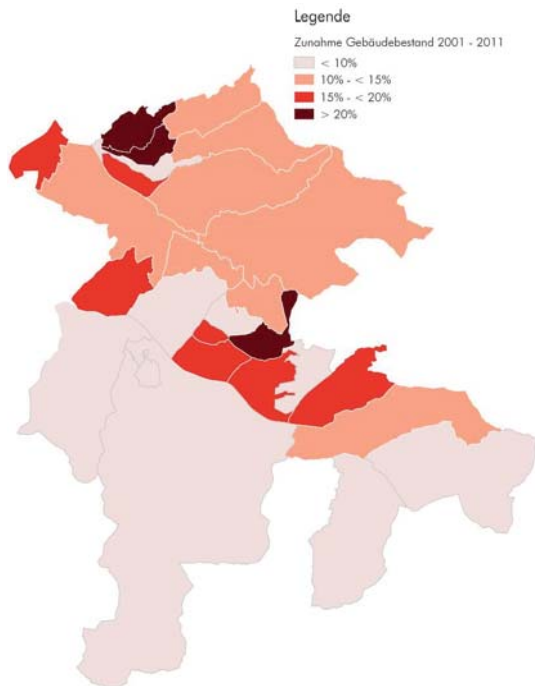 Legende
Zunahme Gebäudebestand 2001 - 2011
< 10%
10% - < 15%
15% - < 20%
> 20%